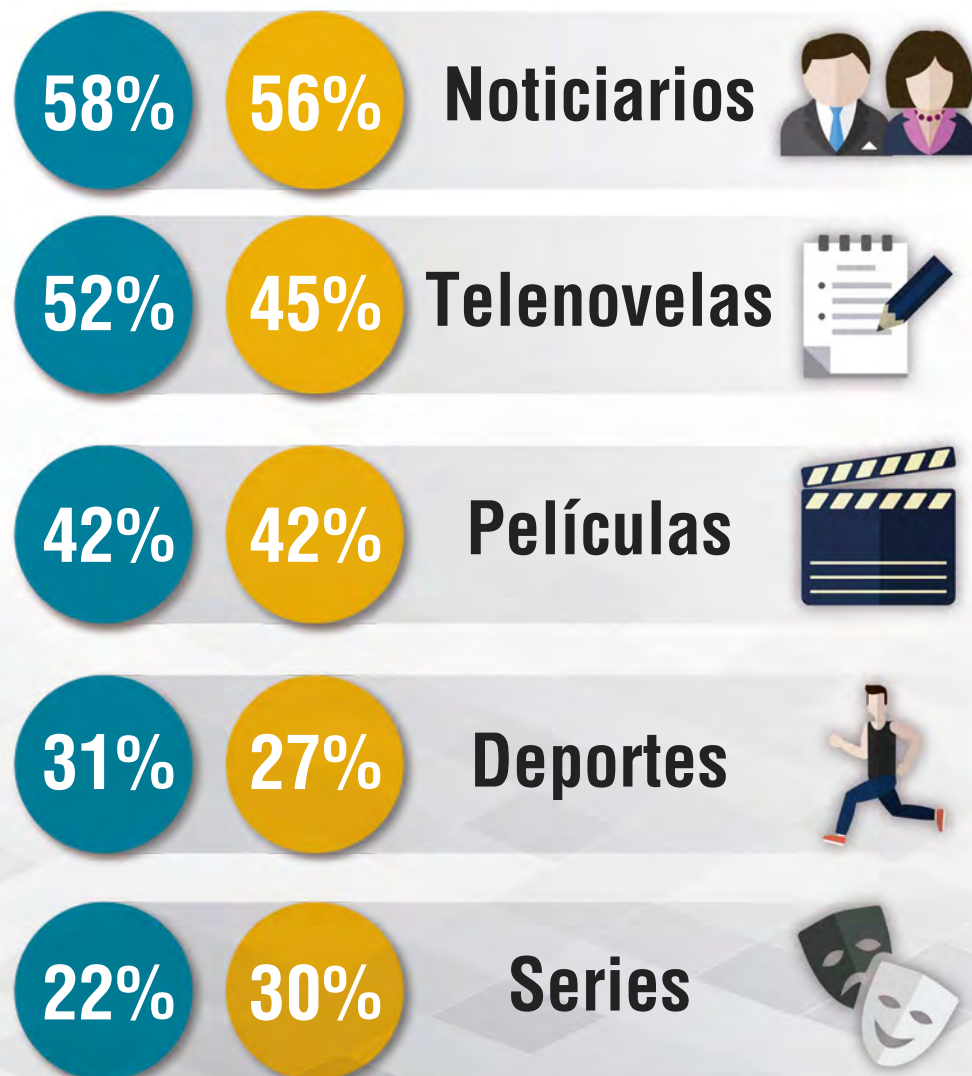 58% 56% Noticiarios
52% 45% Telenovelas
42% 42% Películas
31% 27% Deportes
22% 30% Series